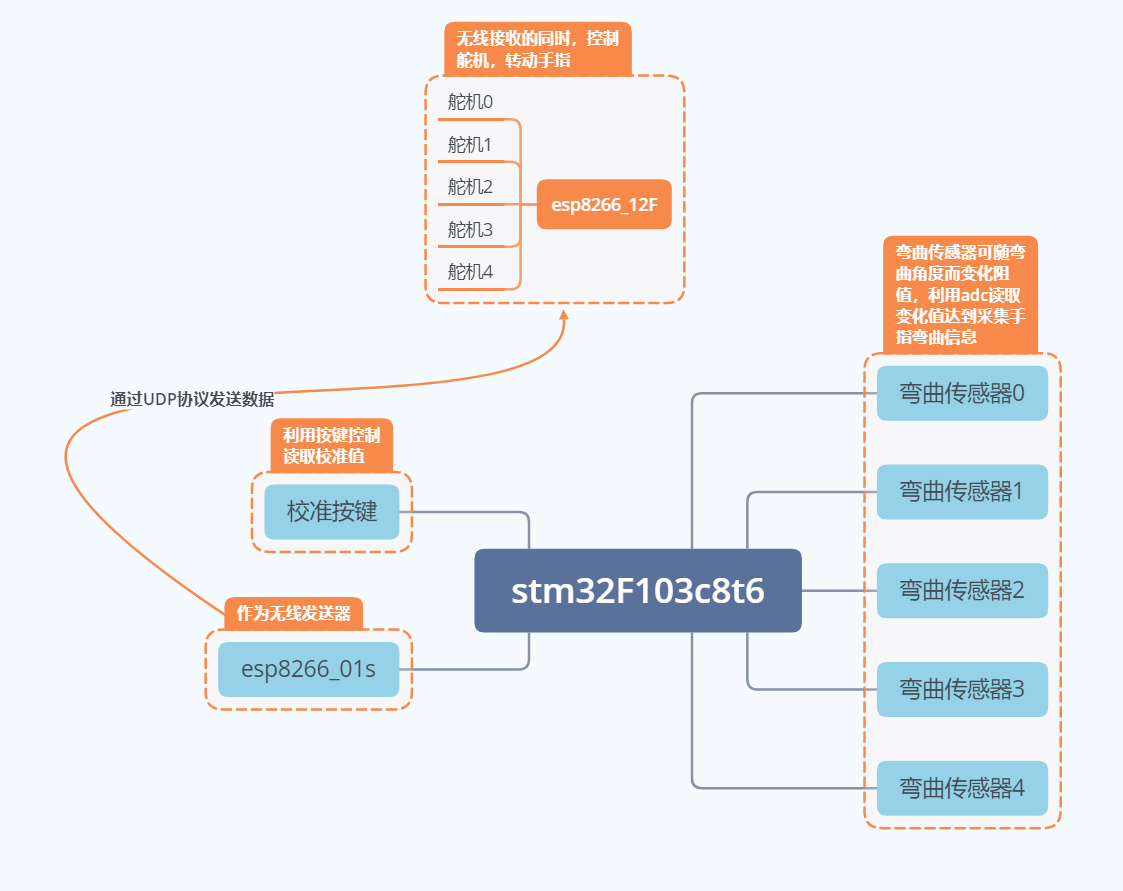 无线接收的同时，控制
舵机，转动手指
舵机0
舵机1
舵机2
舵机3
舵机4
esp8266_12F
弯曲传感器可随弯
曲角度而变化阻
值，利用adc读取
变化值达到采集手
指弯曲信息
弯曲传感器0
弯曲传感器1
弯曲传感器2
弯曲传感器3
弯曲传感器4
通过UDP协议发送数据
利用按键控制
读取校准值
校准按键
stm32F103c8t6
作为无线发送器
esp8266_01s